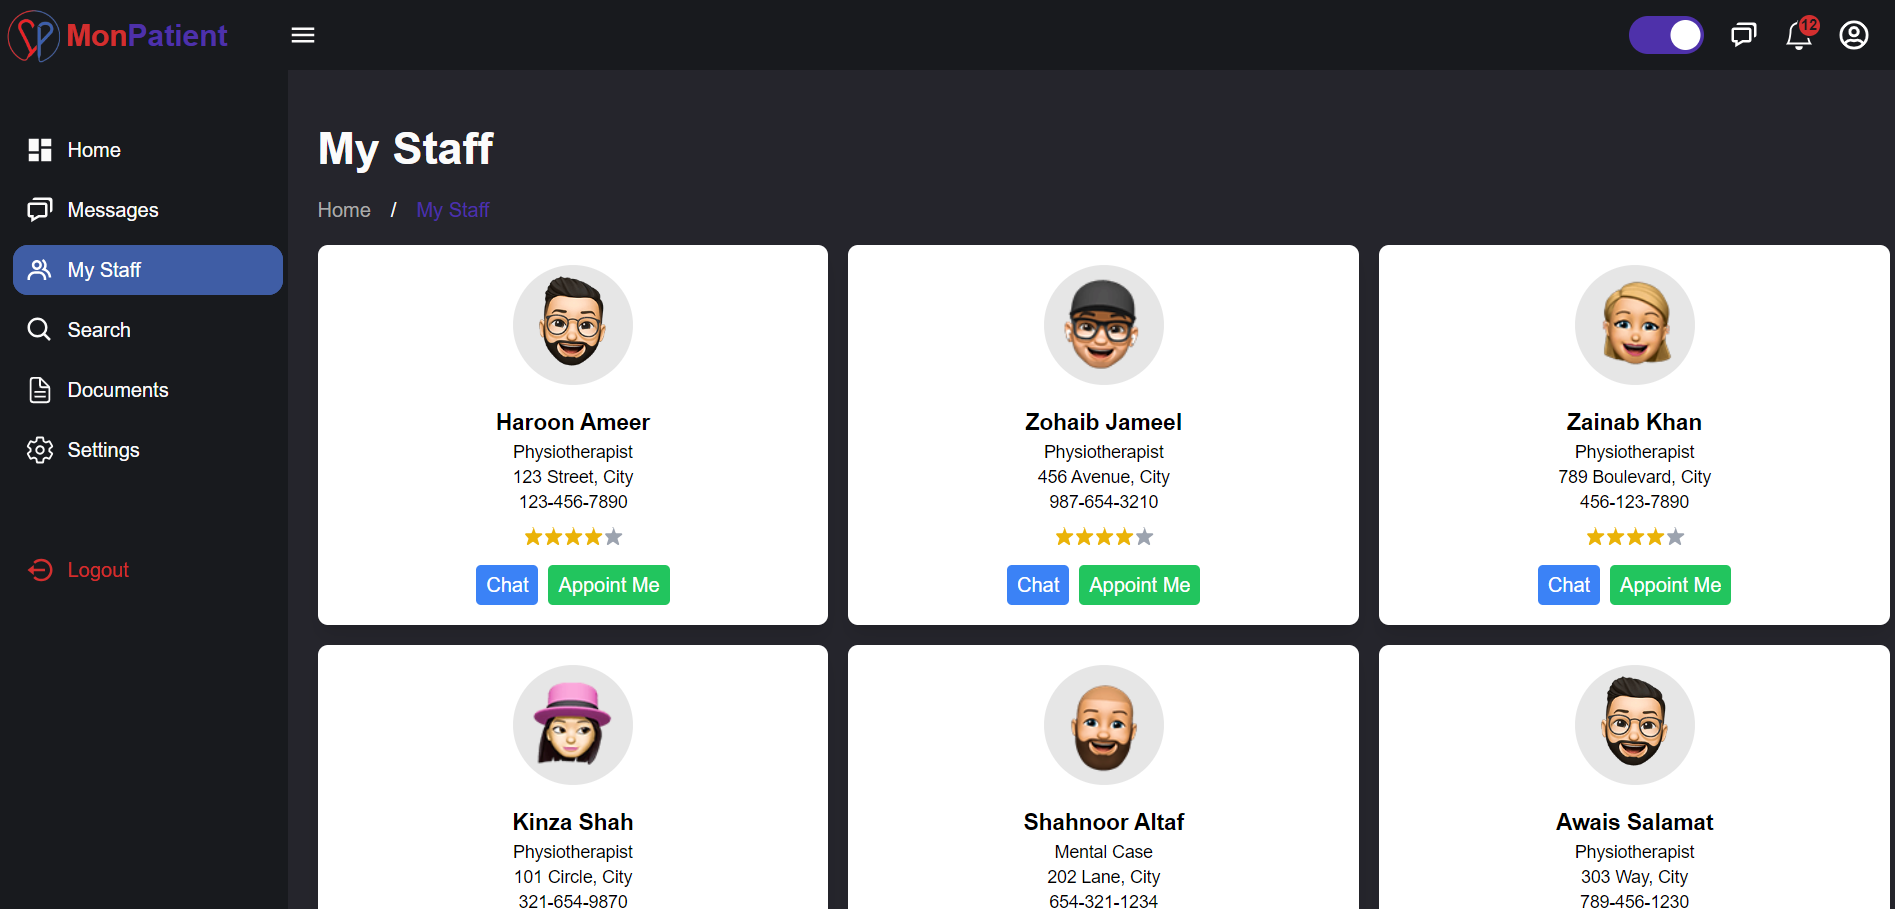 MonPatient
12
Home
Messages
My Staff
Search
Documents
Settings
Logout
My Staff
Home / My Staff
Haroon Ameer
Physiotherapist
123 Street, City
123-456-7890
Chat Appoint Me
Zohaib Jameel
Physiotherapist
456 Avenue, City
987-654-3210
Chat Appoint Me
Zainab Khan
Physiotherapist
789 Boulevard, City
456-123-7890
Chat Appoint Me
Kinza Shah
Physiotherapist
101 Circle, City
321-654-9870
Shahnoor Altaf
Mental Case
202 Lane, City
654-321-1234
Awais Salamat
Physiotherapist
303 Way, City
789-456-1230